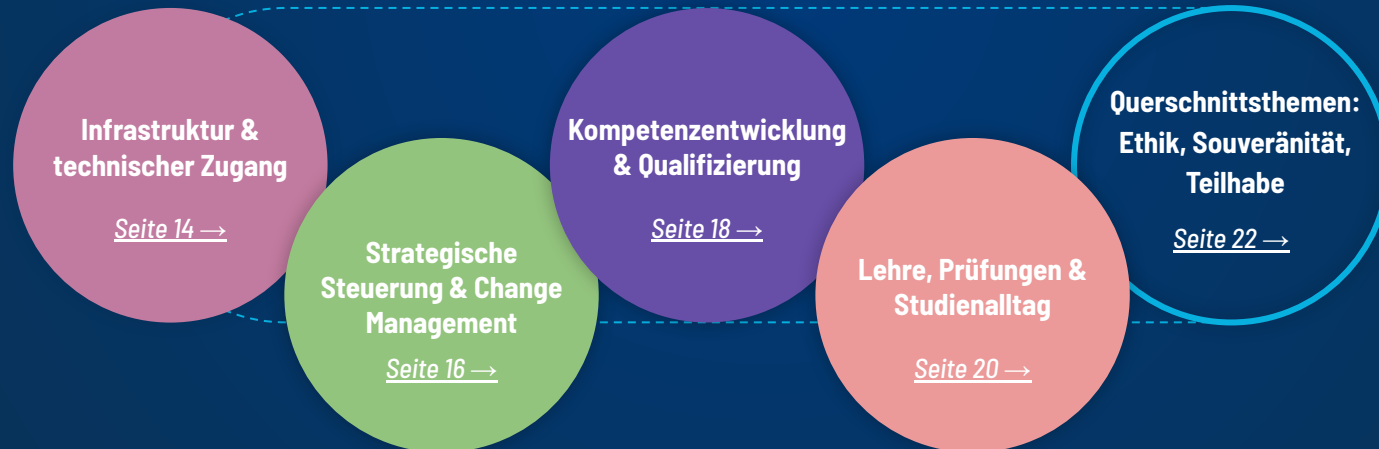 Infrastruktur &
technischer Zugang
Seite 14 →
Strategische
Steuerung & Change
Management
Seite 16 →
Kompetenzentwicklung
& Qualifizierung
Seite 18 →
Lehre, Prüfungen &
Studienalltag
Seite 20 →
Querschnittsthemen:
Ethik, Souveränität,
Teilhabe
Seite 22 →